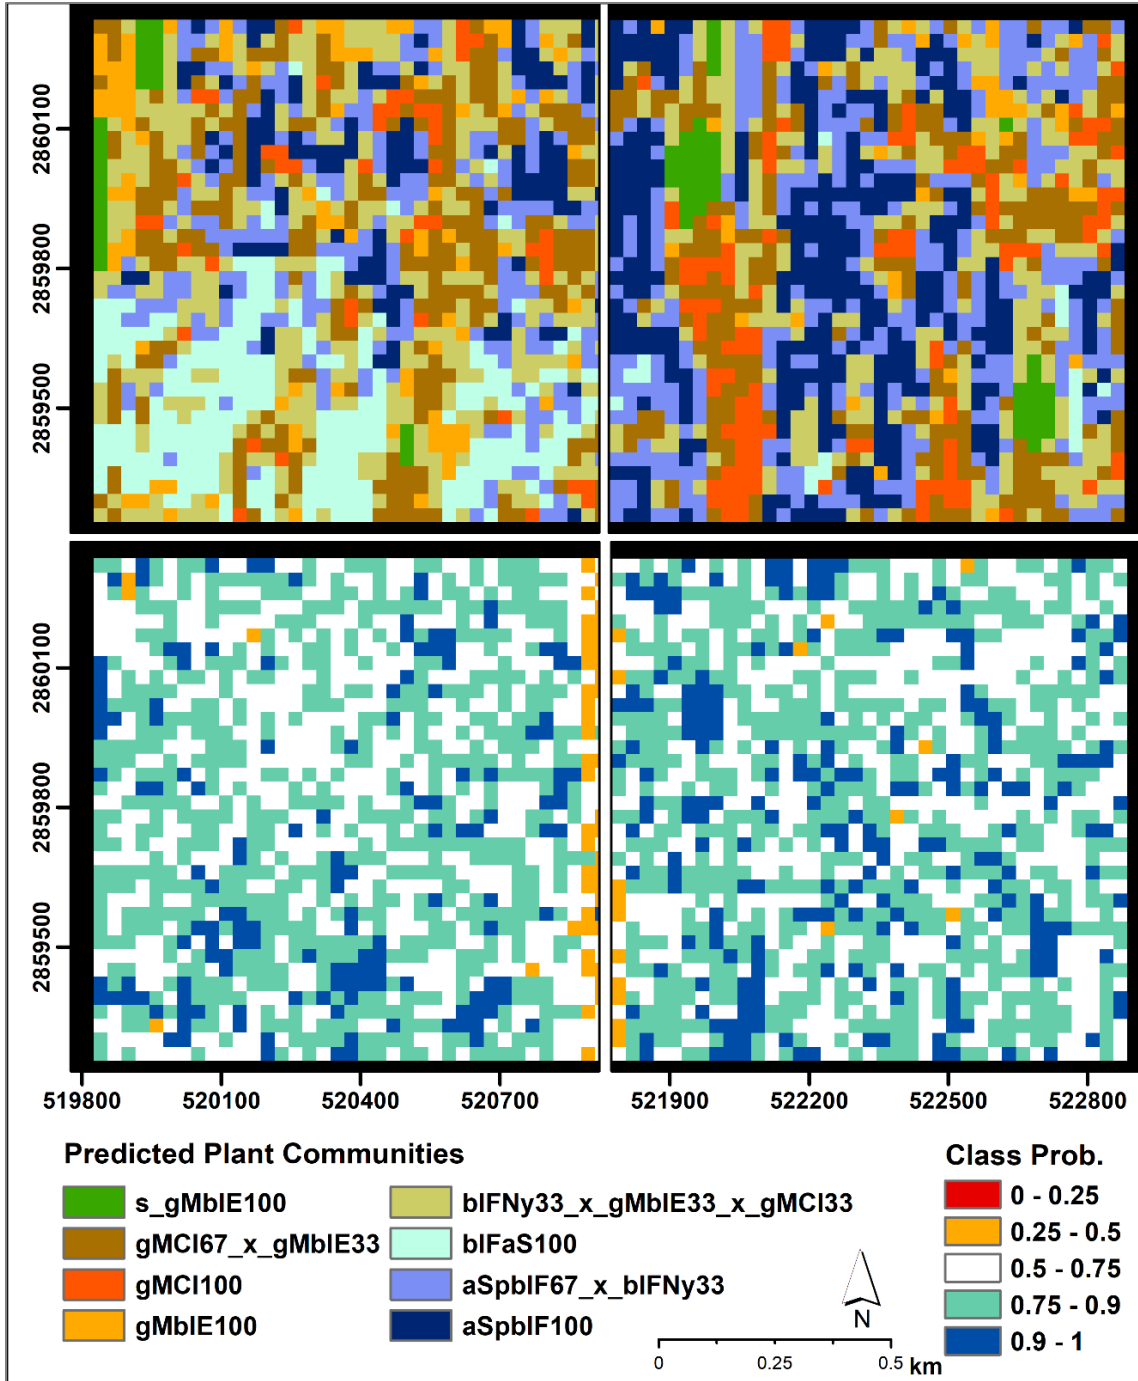 2860100
2859800
2859500
2860100
2859800
2859500
519800 520100 520400 520700 521900 522200 522500 522800
Predicted Plant Communities
s_gMblE100
gMCl67_x_gMblE33
gMCl100
gMblE100
blFNy33_x_gMblE33_x_gMCl33
blFaS100
aSpblF67_x_blFNy33
aSpblF100
N
0 0.25 0.5 km
Class Prob.
0 - 0.25
0.25 - 0.5
0.5 - 0.75
0.75 - 0.9
0.9 - 1